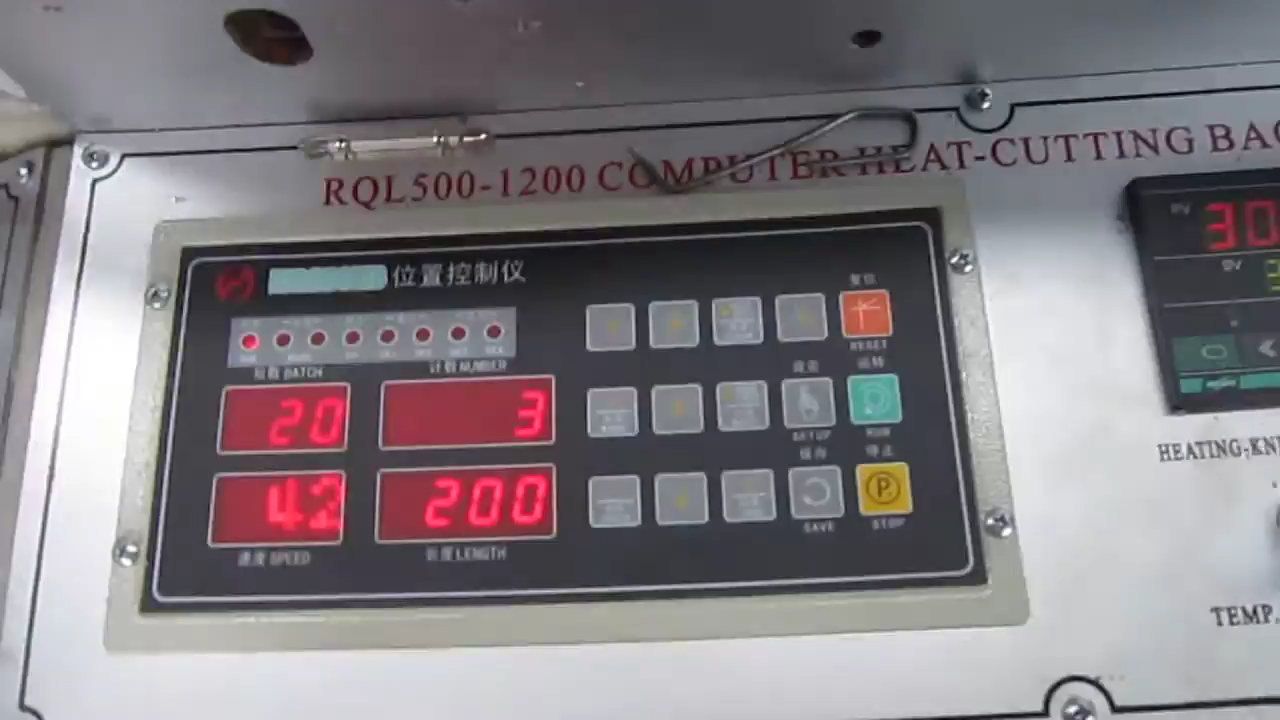 RQL500-1200 COMPUTER HEAT-CUTTING BAG
位置控制仪
批数 BATCH
计数 NUMBER
20
3
42
200
速度 SPEED
长度 LENGTH
复位
RESET
设定
SETUP
运转
RUN
保存
SAVE
停止
STOP
PV
30
SV
HEATING-KNI
TEMP.